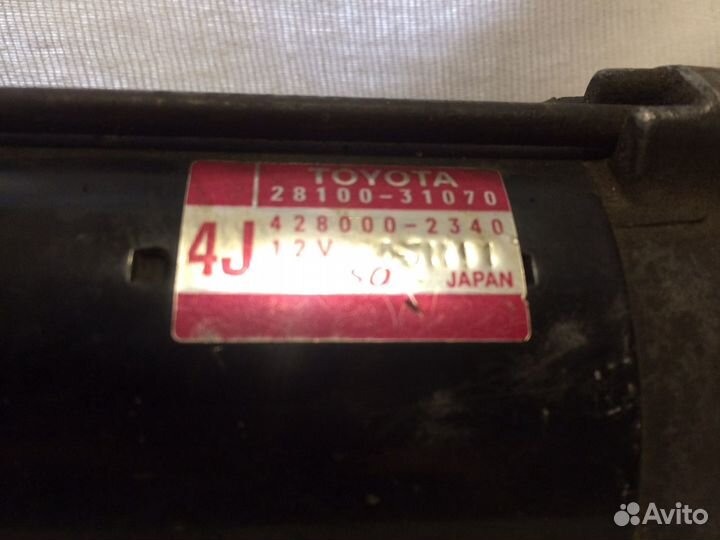 TOYOTA
28100-31070
428000-2340
4J
12V
JAPAN
Avito